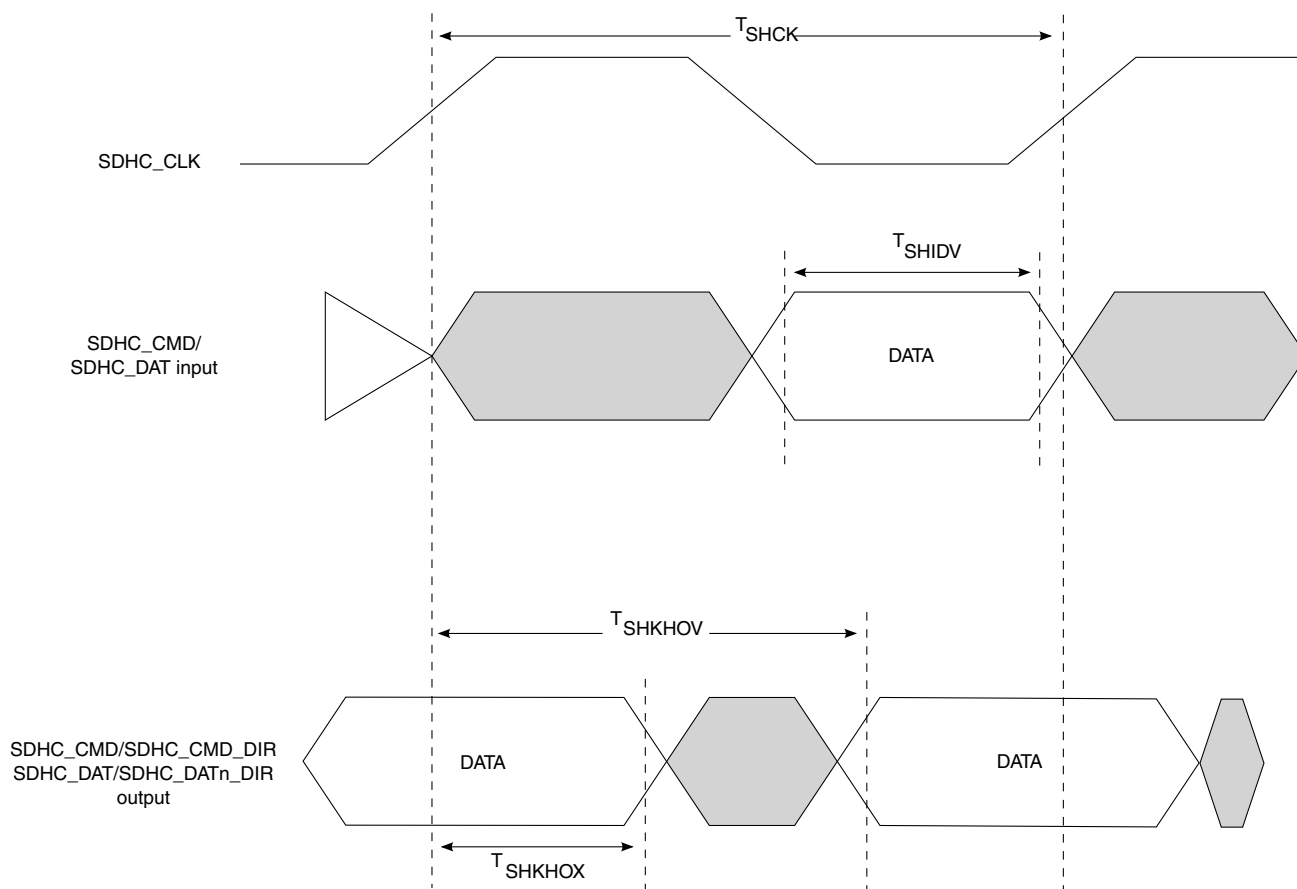 TSHCK
SDHC_CLK
TSHIDV
SDHC_CMD/
SDHC_DAT input
DATA
TSHKHOV
SDHC_CMD/SDHC_CMD_DIR
SDHC_DAT/SDHC_DATn_DIR
output
DATA
DATA
TSHKHOX